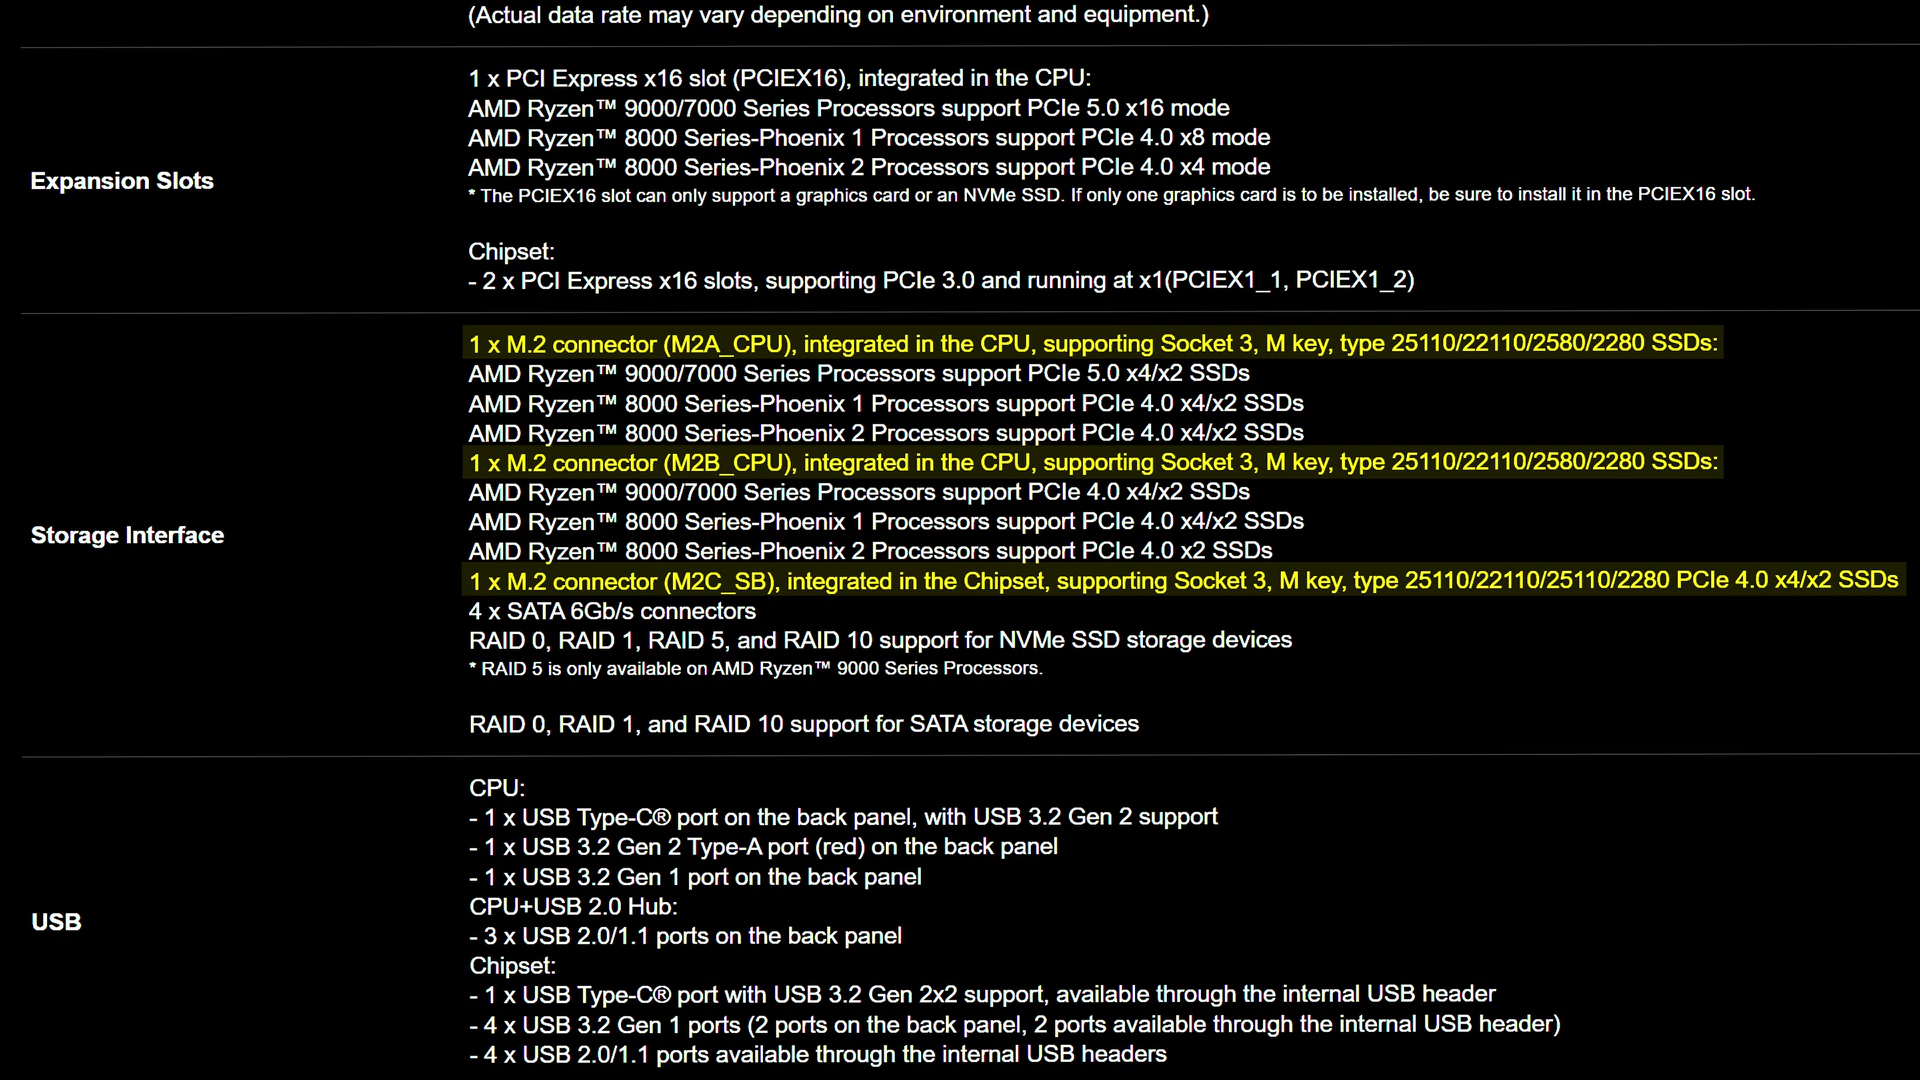 (Actual data rate may vary depending on environment and equipment.)
Expansion Slots
1 x PCI Express x16 slot (PCIEX16), integrated in the CPU:
AMD Ryzen™ 9000/7000 Series Processors support PCIe 5.0 x16 mode
AMD Ryzen™ 8000 Series-Phoenix 1 Processors support PCIe 4.0 x8 mode
AMD Ryzen™ 8000 Series-Phoenix 2 Processors support PCIe 4.0 x4 mode
* The PCIEX16 slot can only support a graphics card or an NVMe SSD. If only one graphics card is to be installed, be sure to install it in the PCIEX16 slot.
Chipset:
- 2 x PCI Express x16 slots, supporting PCIe 3.0 and running at x1(PCIEX1_1, PCIEX1_2)
Storage Interface
1 x M.2 connector (M2A_CPU), integrated in the CPU, supporting Socket 3, M key, type 25110/22110/2580/2280 SSDs:
AMD Ryzen™ 9000/7000 Series Processors support PCIe 5.0 x4/x2 SSDs
AMD Ryzen™ 8000 Series-Phoenix 1 Processors support PCIe 4.0 x4/x2 SSDs
AMD Ryzen™ 8000 Series-Phoenix 2 Processors support PCIe 4.0 x4/x2 SSDs
1 x M.2 connector (M2B_CPU), integrated in the CPU, supporting Socket 3, M key, type 25110/22110/2580/2280 SSDs:
AMD Ryzen™ 9000/7000 Series Processors support PCIe 4.0 x4/x2 SSDs
AMD Ryzen™ 8000 Series-Phoenix 1 Processors support PCIe 4.0 x4/x2 SSDs
AMD Ryzen™ 8000 Series-Phoenix 2 Processors support PCIe 4.0 x2 SSDs
1 x M.2 connector (M2C_SB), integrated in the Chipset, supporting Socket 3, M key, type 25110/22110/25110/2280 PCIe 4.0 x4/x2 SSDs
4 x SATA 6Gb/s connectors
RAID 0, RAID 1, RAID 5, and RAID 10 support for NVMe SSD storage devices
* RAID 5 is only available on AMD Ryzen™ 9000 Series Processors.
RAID 0, RAID 1, and RAID 10 support for SATA storage devices
USB
CPU:
- 1 x USB Type-C® port on the back panel, with USB 3.2 Gen 2 support
- 1 x USB 3.2 Gen 2 Type-A port (red) on the back panel
- 1 x USB 3.2 Gen 1 port on the back panel
CPU+USB 2.0 Hub:
- 3 x USB 2.0/1.1 ports on the back panel
Chipset:
- 1 x USB Type-C® port with USB 3.2 Gen 2x2 support, available through the internal USB header
- 4 x USB 3.2 Gen 1 ports (2 ports on the back panel, 2 ports available through the internal USB header)
- 4 x USB 2.0/1.1 ports available through the internal USB headers